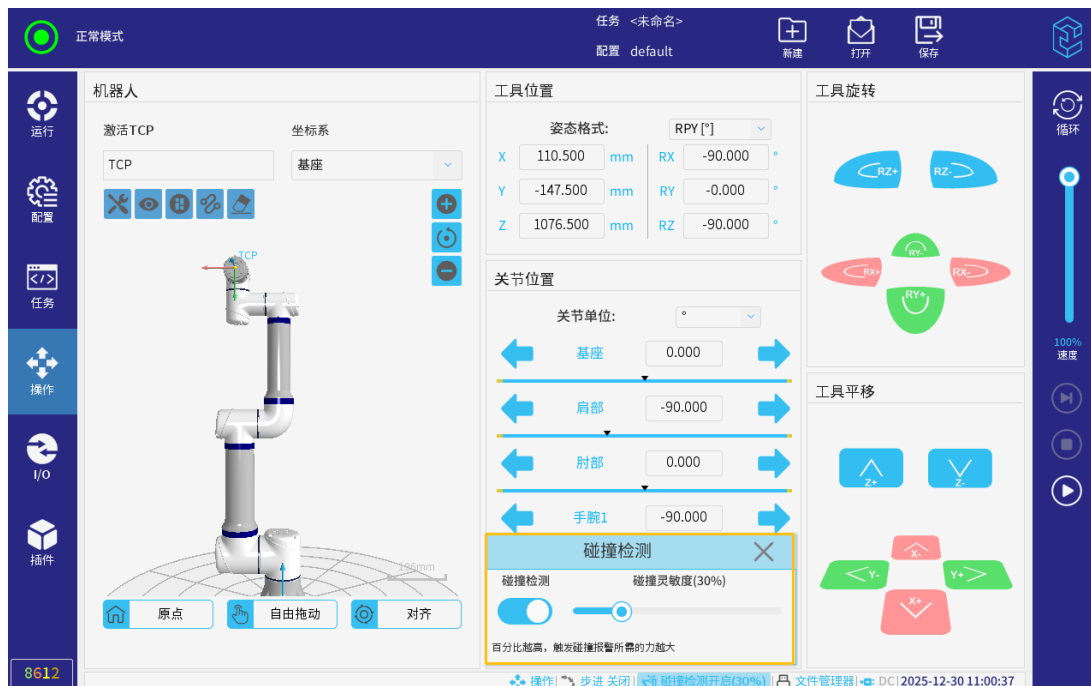 正常模式
任务 <未命名>
配置 default
新建
打开
保存
运行
配置
任务
操作
I/O
插件
8612
机器人
激活TCP
坐标系
TCP
基座
TCP
196mm
原点
自由拖动
对齐
工具位置
姿态格式: RPY [°]
X 110.500 mm RX -90.000 °
Y -147.500 mm RY -0.000 °
Z 1076.500 mm RZ -90.000 °
关节位置
关节单位: °
基座 0.000
肩部 -90.000
肘部 0.000
手腕1 -90.000
碰撞检测
碰撞检测
碰撞灵敏度(30%)
百分比越高，触发碰撞报警所需的力越大
工具旋转
RZ+ RZ-
RY-
RX+ RX-
RY+
工具平移
Z+ Z-
X-
Y- Y+
X+
循环
100%
速度
操作| 步进 关闭| 碰撞检测开启(30%) | 文件管理器| DC| 2025-12-30 11:00:37